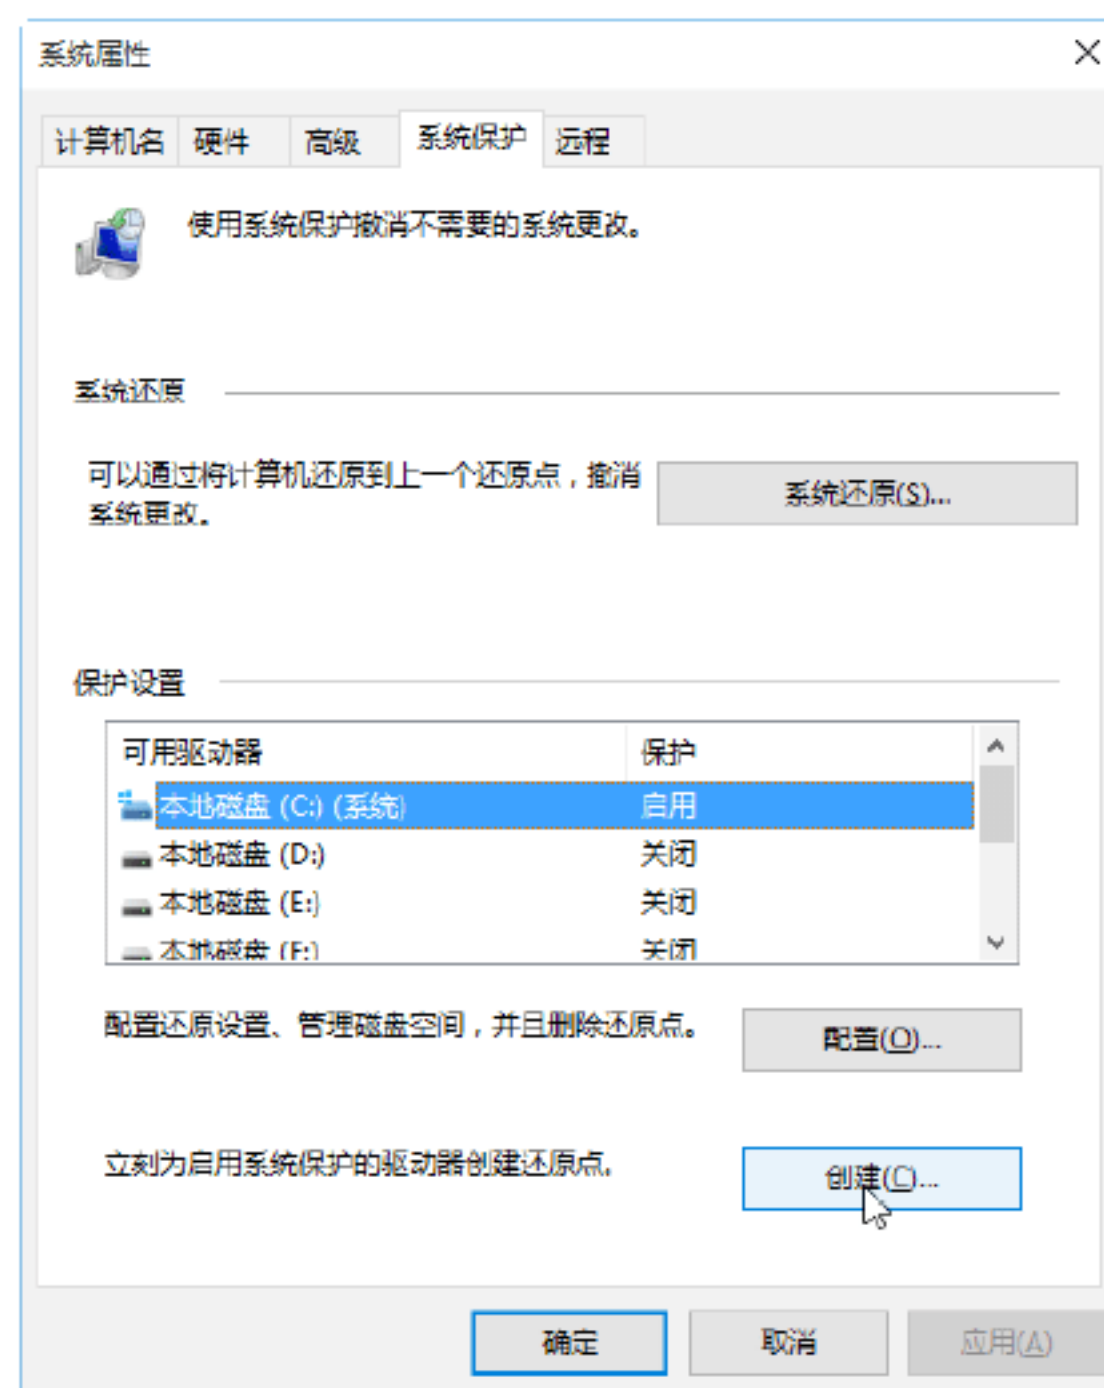 系统属性
计算机名 硬件 高级 系统保护 远程
使用系统保护撤消不需要的系统更改。
系统还原
可以通过将计算机还原到上一个还原点，撤消
系统更改。
系统还原(S)...
保护设置
可用驱动器 保护
本地磁盘 (C:) (系统) 启用
本地磁盘 (D:) 关闭
本地磁盘 (E:) 关闭
本地磁盘 (F:) 关闭
配置还原设置、管理磁盘空间，并且删除还原点。
配置(O)...
立刻为启用系统保护的驱动器创建还原点。
创建(C)...
确定 取消 应用(A)